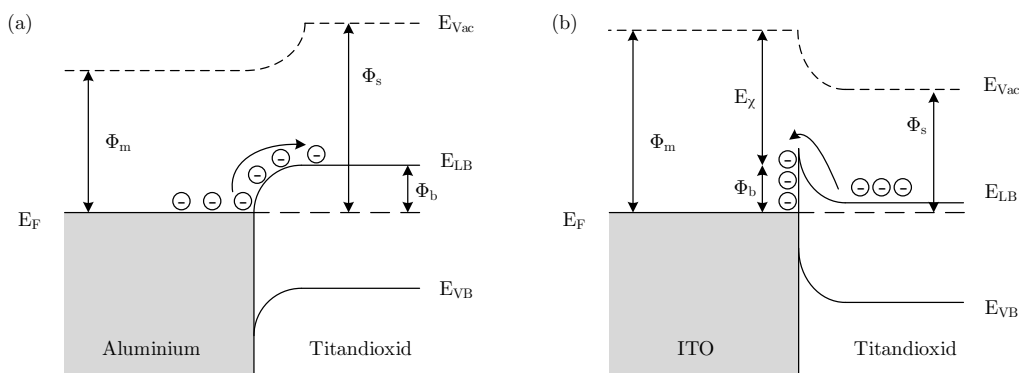 (a)
E_Vac
Φ_s
Φ_m
E_LB
Φ_b
E_F
E_VB
Aluminium
Titandioxid
(b)
E_Vac
E_χ
Φ_s
Φ_m
Φ_b
E_LB
E_F
E_VB
ITO
Titandioxid